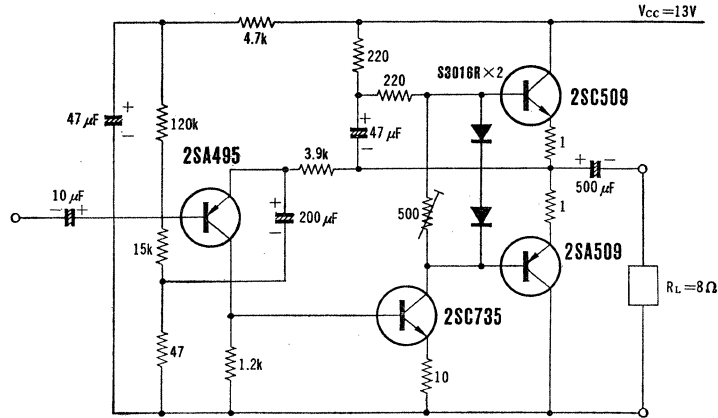 Vcc=13V
4.7k
220
220
S3016R×2
2SC509
47μF
+
−
120k
+
47μF
−
1
2SA495
3.9k
+
−
500μF
10μF
−
+
+
−
200μF
500
1
15k
2SA509
RL=8Ω
2SC735
47
1.2k
10